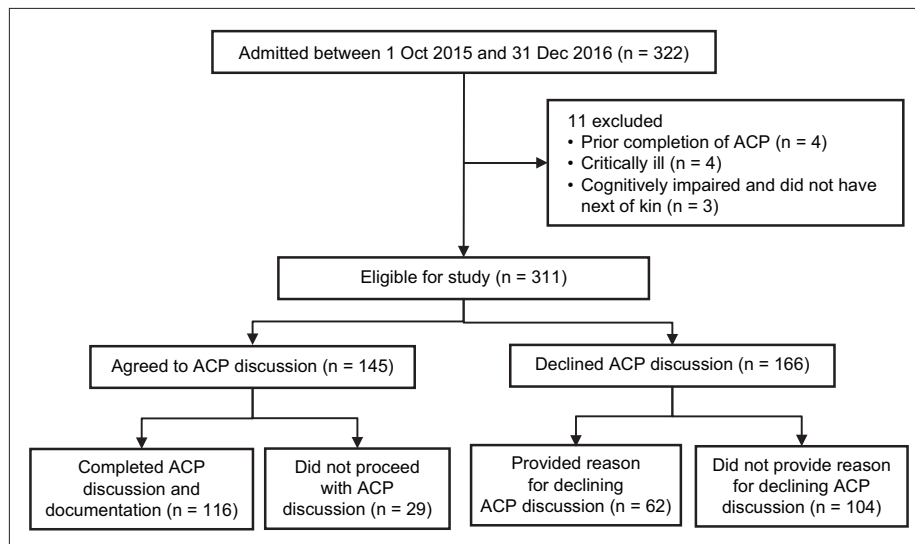 Admitted between 1 Oct 2015 and 31 Dec 2016 (n = 322)
11 excluded
• Prior completion of ACP (n = 4)
• Critically ill (n = 4)
• Cognitively impaired and did not have
next of kin (n = 3)
Eligible for study (n = 311)
Agreed to ACP discussion (n = 145)
Declined ACP discussion (n = 166)
Completed ACP
discussion and
documentation (n = 116)
Did not proceed
with ACP
discussion (n = 29)
Provided reason
for declining
ACP discussion (n = 62)
Did not provide reason
for declining ACP
discussion (n = 104)